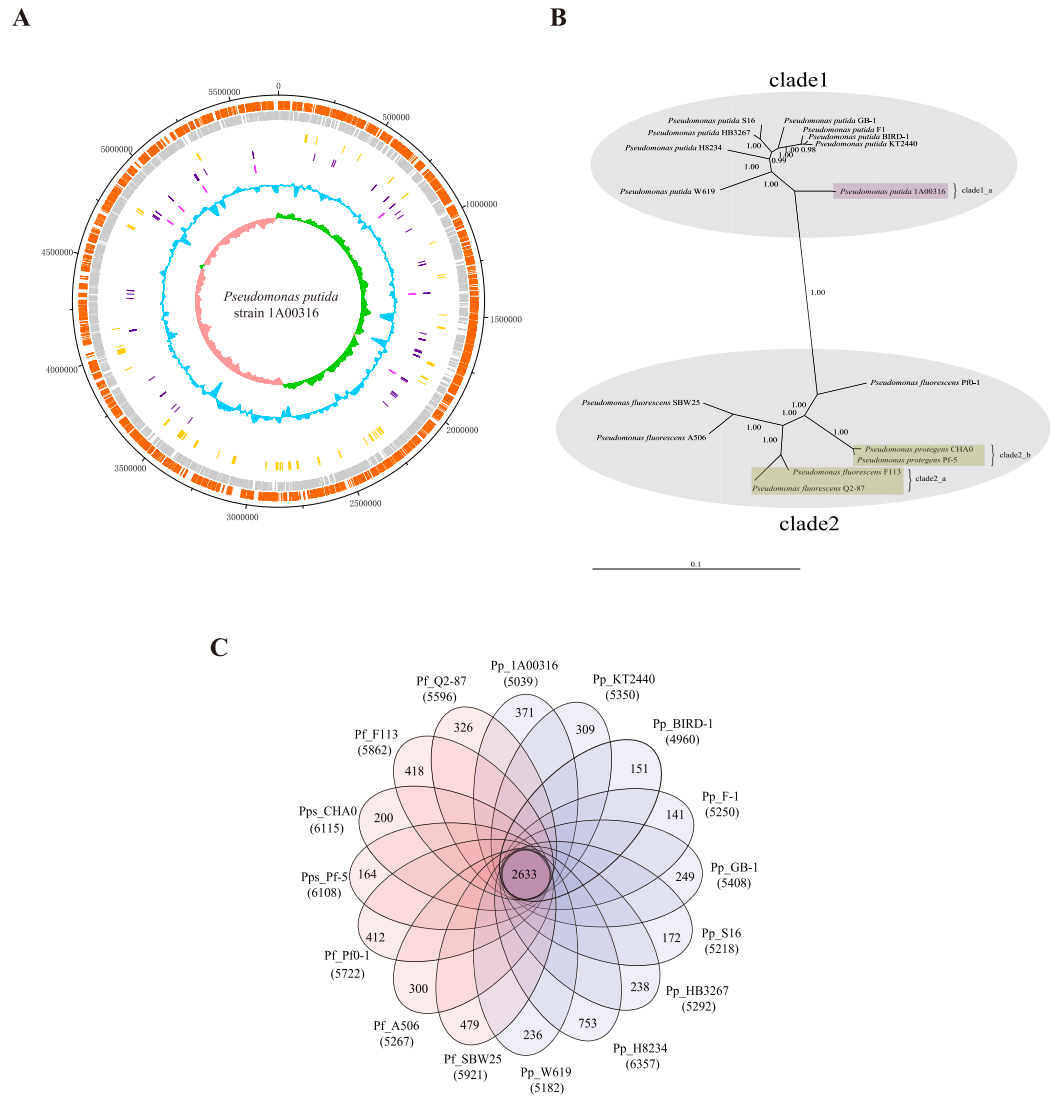 A
0
500000
1000000
1500000
2000000
2500000
3000000
3500000
4000000
4500000
5000000
5500000
Pseudomonas putida
strain 1A00316
B
clade1
Pseudomonas putida S16
Pseudomonas putida GB-1
Pseudomonas putida F1
Pseudomonas putida HB3267
Pseudomonas putida BIRD-1
Pseudomonas putida KT2440
Pseudomonas putida H8234
1.00
1.00
1.00
0.98
0.99
1.00
1.00
Pseudomonas putida W619
Pseudomonas putida 1A00316
clade1_a
1.00
Pseudomonas fluorescens Pf0-1
Pseudomonas fluorescens SBW25
1.00
1.00
1.00
1.00
1.00
Pseudomonas fluorescens A506
Pseudomonas protegens CHA0
Pseudomonas protegens Pf-5
clade2_b
Pseudomonas fluorescens F113
Pseudomonas fluorescens Q2-87
clade2_a
clade2
0.1
C
Pp_1A00316
(5039)
371
Pp_KT2440
(5350)
309
Pp_BIRD-1
(4960)
151
Pp_F-1
(5250)
141
Pp_GB-1
(5408)
249
Pp_S16
(5218)
172
Pp_HB3267
(5292)
238
Pp_H8234
(6357)
753
Pp_W619
(5182)
236
Pf_SBW25
(5921)
479
Pf_A506
(5267)
300
Pf_Pf0-1
(5722)
412
Pps_Pf-5
(6108)
164
Pps_CHA0
(6115)
200
Pf_F113
(5862)
418
Pf_Q2-87
(5596)
326
2633